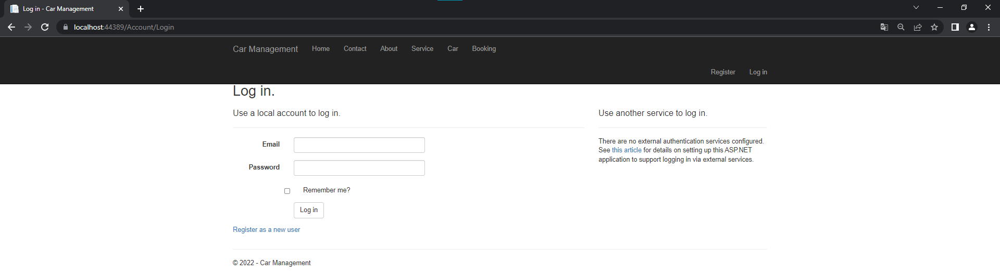 Log in - Car Management
localhost:44389/Account/Login
Car Management Home Contact About Service Car Booking
Register Log in
Log in.
Use a local account to log in.
Email
Password
Remember me?
Log in
Register as a new user
Use another service to log in.
There are no external authentication services configured.
See this article for details on setting up this ASP.NET
application to support logging in via external services.
© 2022 - Car Management